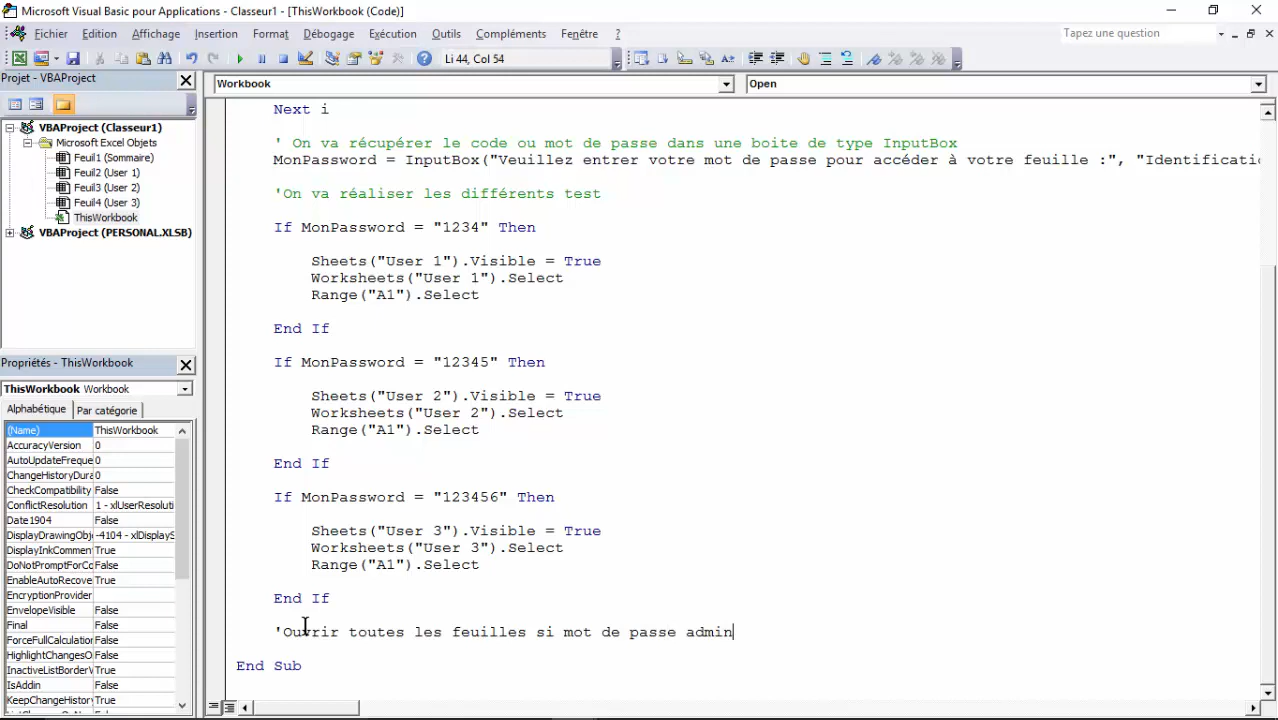 Microsoft Visual Basic pour Applications - Classeur1 - [ThisWorkbook (Code)]
Fichier Edition Affichage Insertion Format Débogage Exécution Outils Compléments Fenêtre ?
Tapez une question
Li 44, Col 54
Projet - VBAProject
VBAProject (Classeur1)
Microsoft Excel Objets
Feuil1 (Sommaire)
Feuil2 (User 1)
Feuil3 (User 2)
Feuil4 (User 3)
ThisWorkbook
VBAProject (PERSONAL.XLSB)
Propriétés - ThisWorkbook
ThisWorkbook Workbook
Alphabétique Par catégorie
(Name) ThisWorkbook
AccuracyVersion 0
AutoUpdateFreque 0
ChangeHistoryDura 0
CheckCompatibility False
ConflictResolution 1 - xlUserResoluti
Date1904 False
DisplayDrawingObj -4104 - xlDisplayS
DisplayInkComment True
DoNotPromptForCo False
EnableAutoRecove True
EncryptionProvider
EnvelopeVisible False
Final False
ForceFullCalculation False
HighlightChangesO False
InactiveListBorderV True
IsAddin False
KeepChangeHistor True
Workbook
Open
Next i
' On va récupérer le code ou mot de passe dans une boite de type InputBox
MonPassword = InputBox("Veuillez entrer votre mot de passe pour accéder à votre feuille :", "Identificatio
'On va réaliser les différents test
If MonPassword = "1234" Then
Sheets("User 1").Visible = True
Worksheets("User 1").Select
Range("A1").Select
End If
If MonPassword = "12345" Then
Sheets("User 2").Visible = True
Worksheets("User 2").Select
Range("A1").Select
End If
If MonPassword = "123456" Then
Sheets("User 3").Visible = True
Worksheets("User 3").Select
Range("A1").Select
End If
'Ouvrir toutes les feuilles si mot de passe admin
End Sub